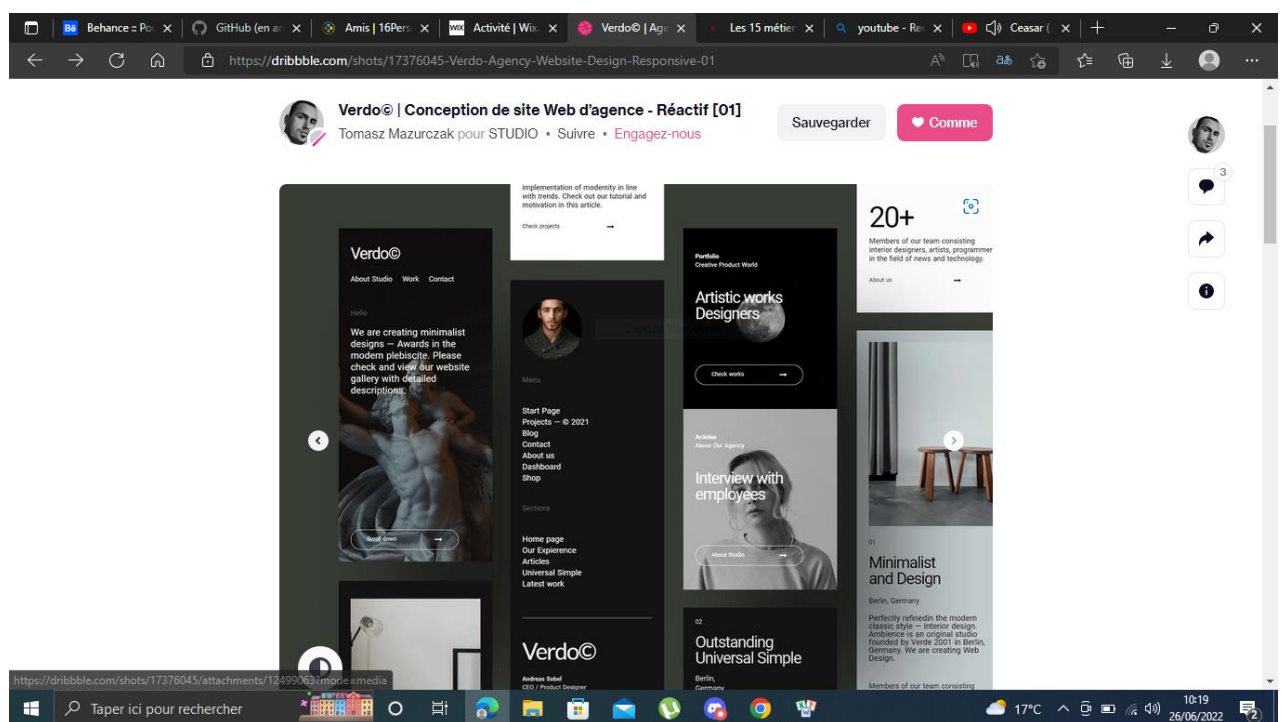 Behance :: Po
GitHub (en an
Amis | 16Pers
Activité | Wix
Verdo© | Age
Les 15 métier
youtube - Re
Ceasar (
https://dribbble.com/shots/17376045-Verdo-Agency-Website-Design-Responsive-01
Verdo© | Conception de site Web d'agence - Réactif [01]
Tomasz Mazurczak pour STUDIO • Suivre • Engagez-nous
Sauvegarder
Comme
3
Verdo©
About Studio Work Contact
Hello
We are creating minimalist
designs — Awards in the
modern plebiscite. Please
check and view our website
gallery with detailed
descriptions.
Scroll down
implementation of modernity in line
with trends. Check out our tutorial and
motivation in this article.
Check projects
Menu
Start Page
Projects — © 2021
Blog
Contact
About us
Dashboard
Shop
Sections
Home page
Our Expierence
Articles
Universal Simple
Latest work
Verdo©
Andreas Sobel
CEO / Product Designer
Portfolio
Creative Product World
Artistic works
Designers
Check works
Articles
About Our Agency
Interview with
employees
About Studio
02
Outstanding
Universal Simple
Berlin,
Germany
20+
Members of our team consisting
interior designers, artists, programmer
in the field of news and technology.
About us
01
Minimalist
and Design
Berlin, Germany
Perfectly refinedin the modern
classic style — Interior design.
Ambience is an original studio
founded by Verde 2001 in Berlin,
Germany. We are creating Web
Design.
Members of our team consisting
https://dribbble.com/shots/17376045/attachments/12499063?mode=media
Taper ici pour rechercher
17°C
10:19
26/06/2022
2